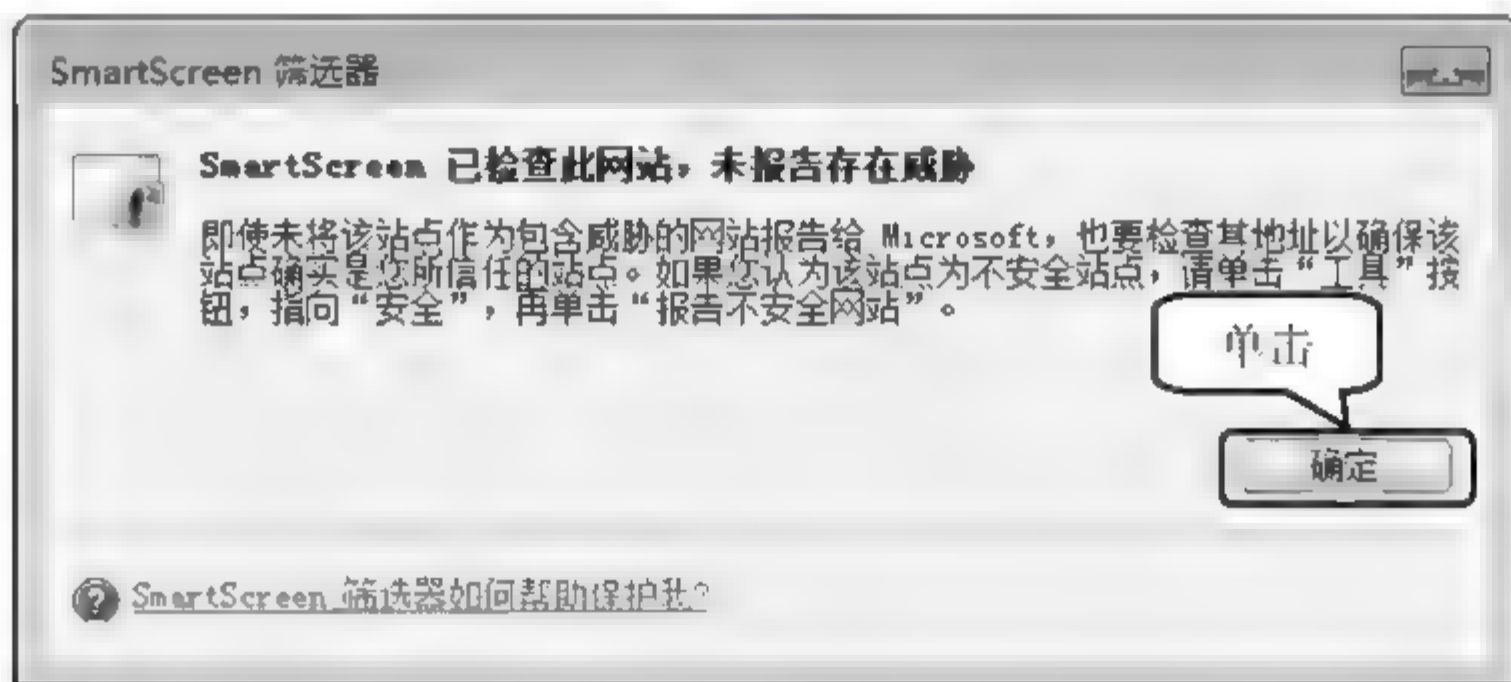 SmartScreen 筛选器
SmartScreen 已检查此网站，未报告存在威胁
即使未将该站点作为包含威胁的网站报告给 Microsoft，也要检查其地址以确保该
站点确实是您所信任的站点。如果您认为该站点为不安全站点，请单击“工具”按
钮，指向“安全”，再单击“报告不安全网站”。
单击
确定
SmartScreen 筛选器如何帮助保护我?